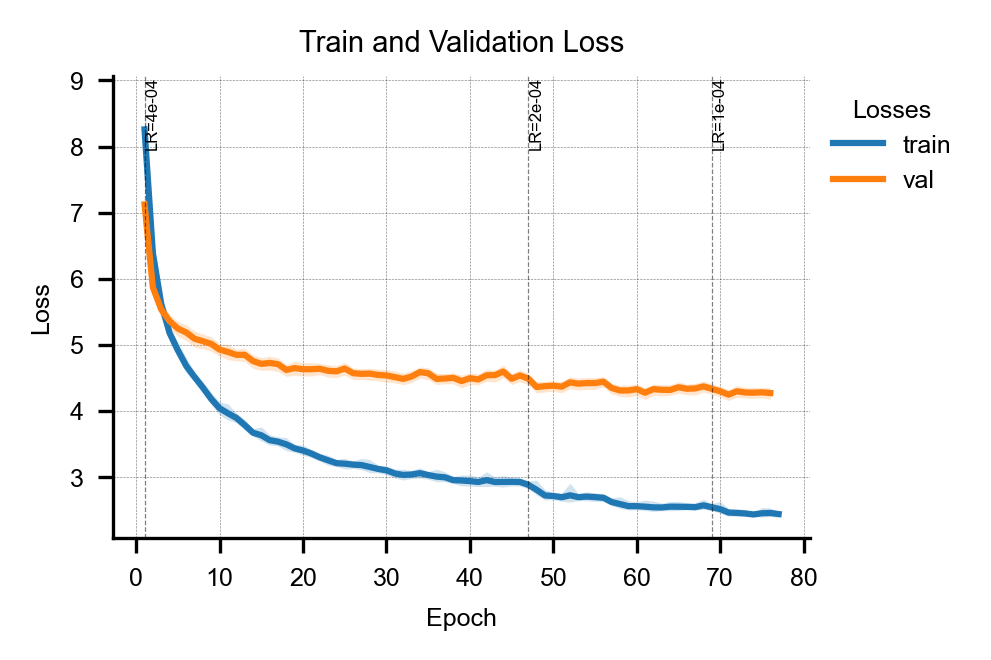 Train and Validation Loss
9
8
7
6
5
4
3
Loss
LR=4e-04
LR=2e-04
LR=1e-04
0 10 20 30 40 50 60 70 80
Epoch
Losses
train
val